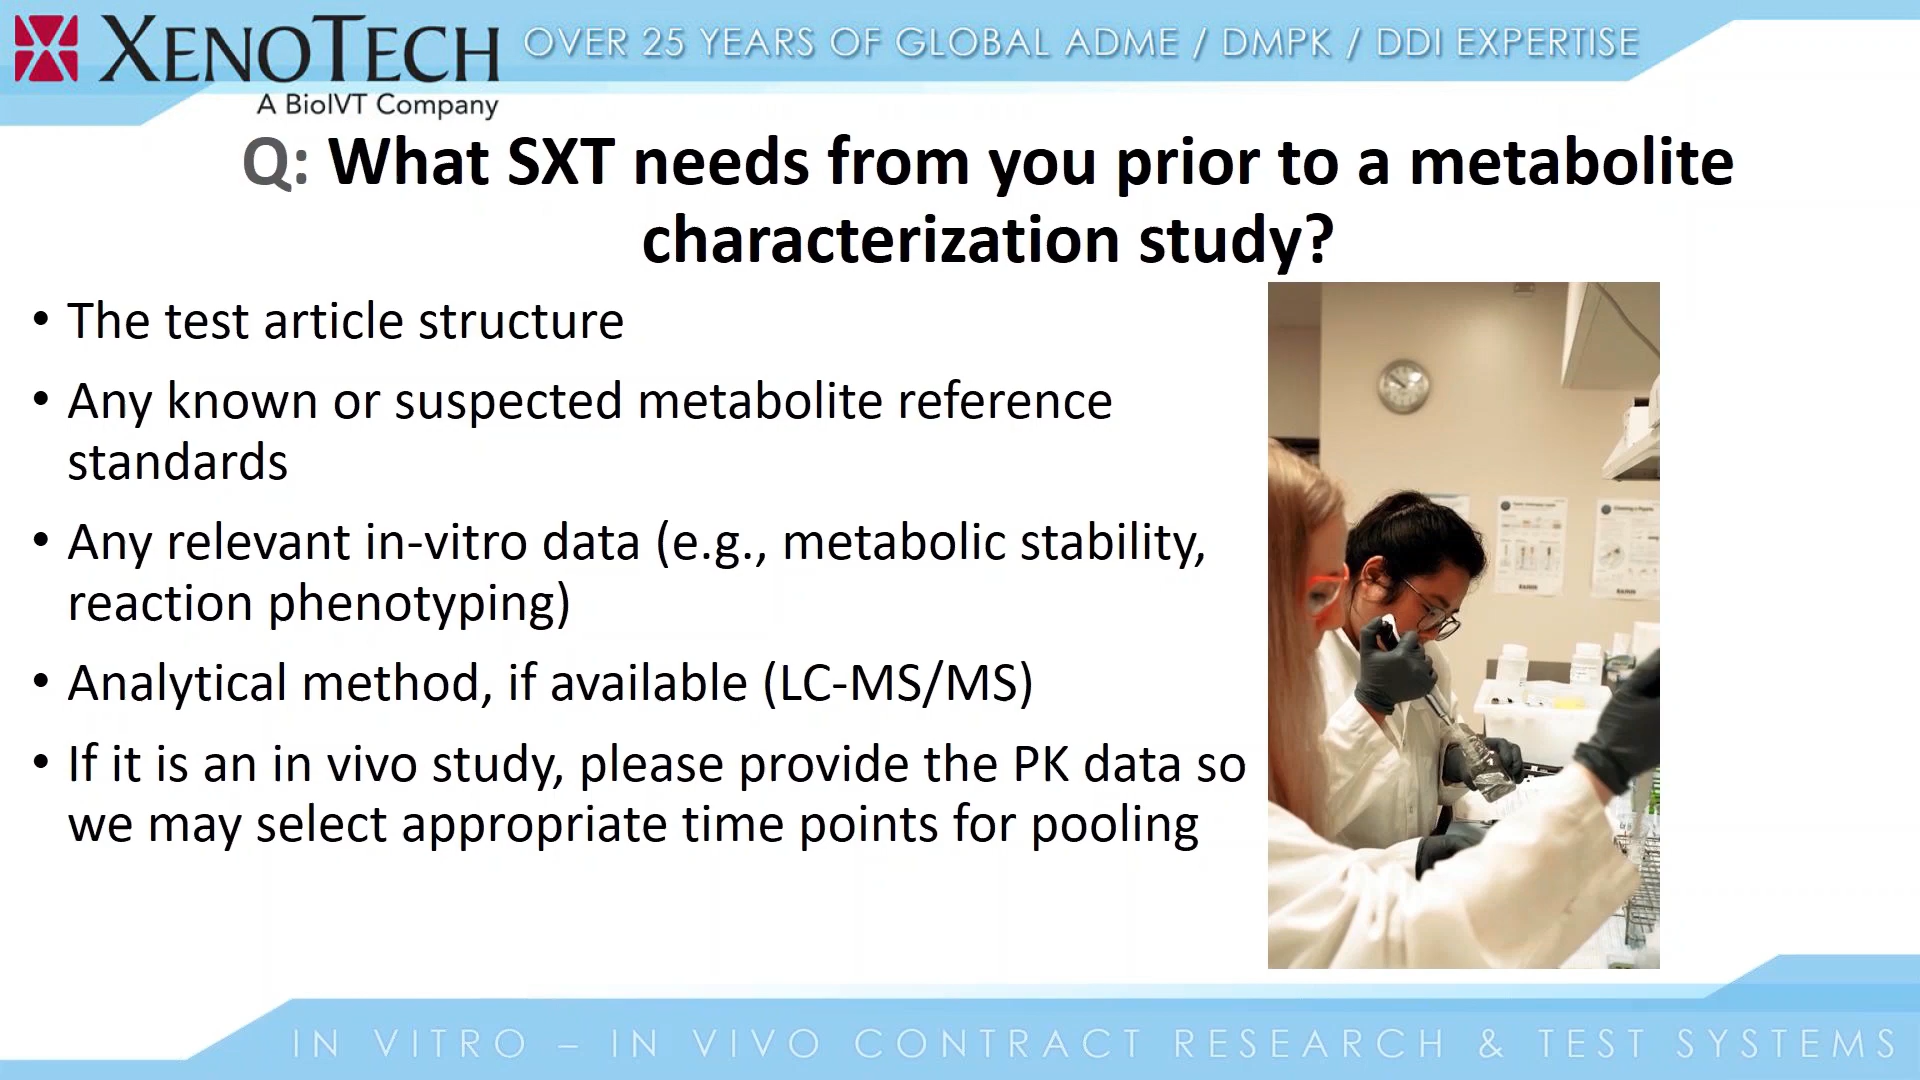 XENOTECH
A BioIVT Company
OVER 25 YEARS OF GLOBAL ADME / DMPK / DDI EXPERTISE
Q: What SXT needs from you prior to a metabolite
characterization study?
• The test article structure
• Any known or suspected metabolite reference
standards
• Any relevant in-vitro data (e.g., metabolic stability,
reaction phenotyping)
• Analytical method, if available (LC-MS/MS)
• If it is an in vivo study, please provide the PK data so
we may select appropriate time points for pooling
IN VITRO – IN VIVO CONTRACT RESEARCH & TEST SYSTEMS